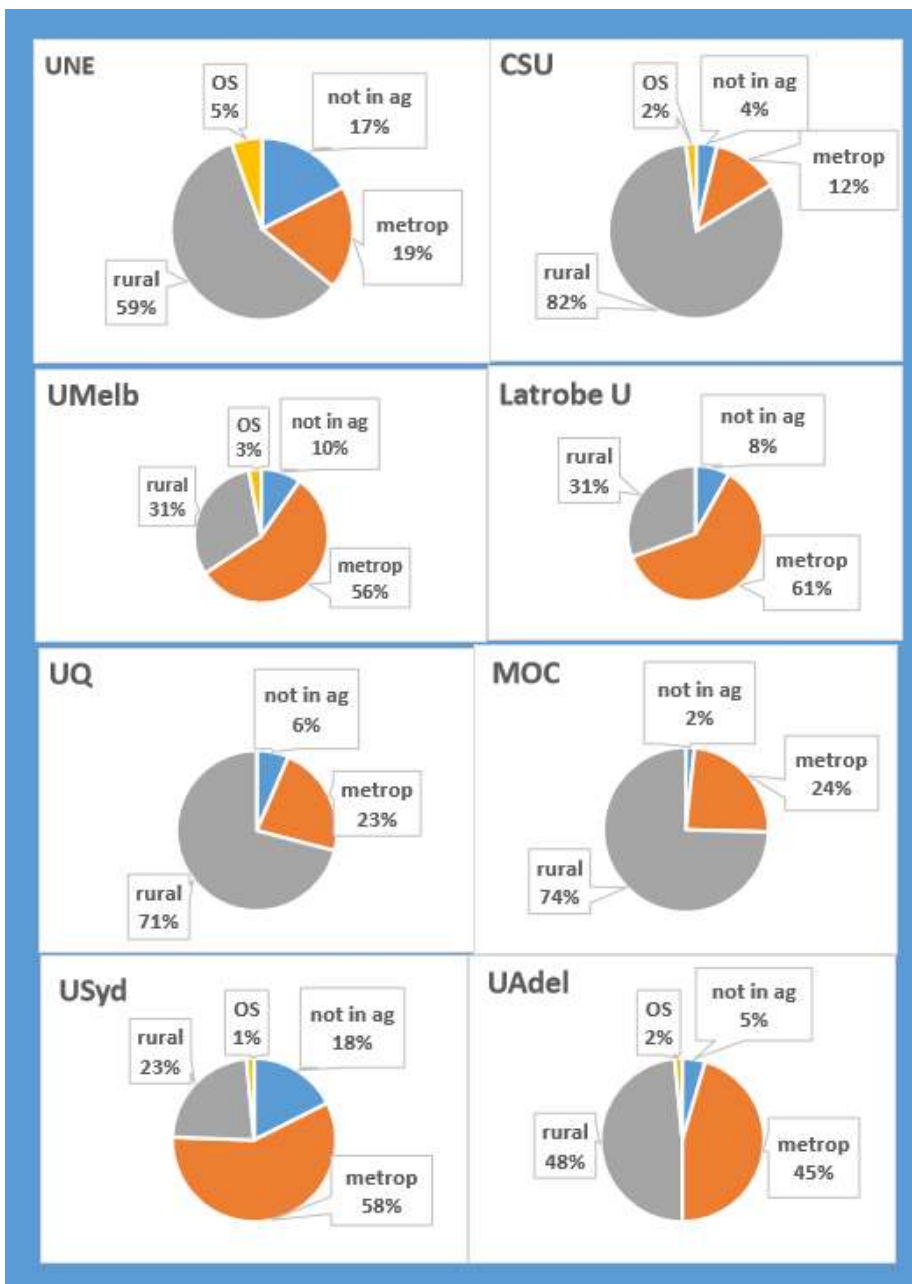 UNE
OS
5%
not in ag
17%
metrop
19%
rural
59%
CSU
OS
2%
not in ag
4%
metrop
12%
rural
82%
UMelb
OS
3%
not in ag
10%
rural
31%
metrop
56%
Latrobe U
not in ag
8%
rural
31%
metrop
61%
UQ
not in ag
6%
metrop
23%
rural
71%
MOC
not in ag
2%
metrop
24%
rural
74%
USyd
OS
1%
not in ag
18%
rural
23%
metrop
58%
UAdel
OS
2%
not in ag
5%
rural
48%
metrop
45%